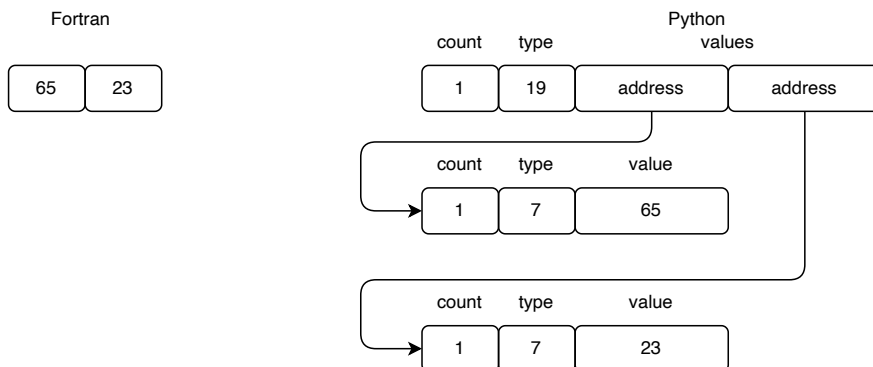 Fortran
Python
count type values
65 23
1 19 address address
count type value
1 7 65
count type value
1 7 23